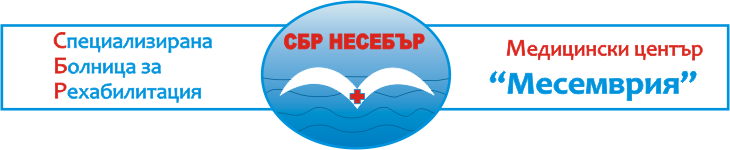 Специализирана
Болница за
Рехабилитация
СБР НЕСЕБЪР
Медицински център
“Месемврия”